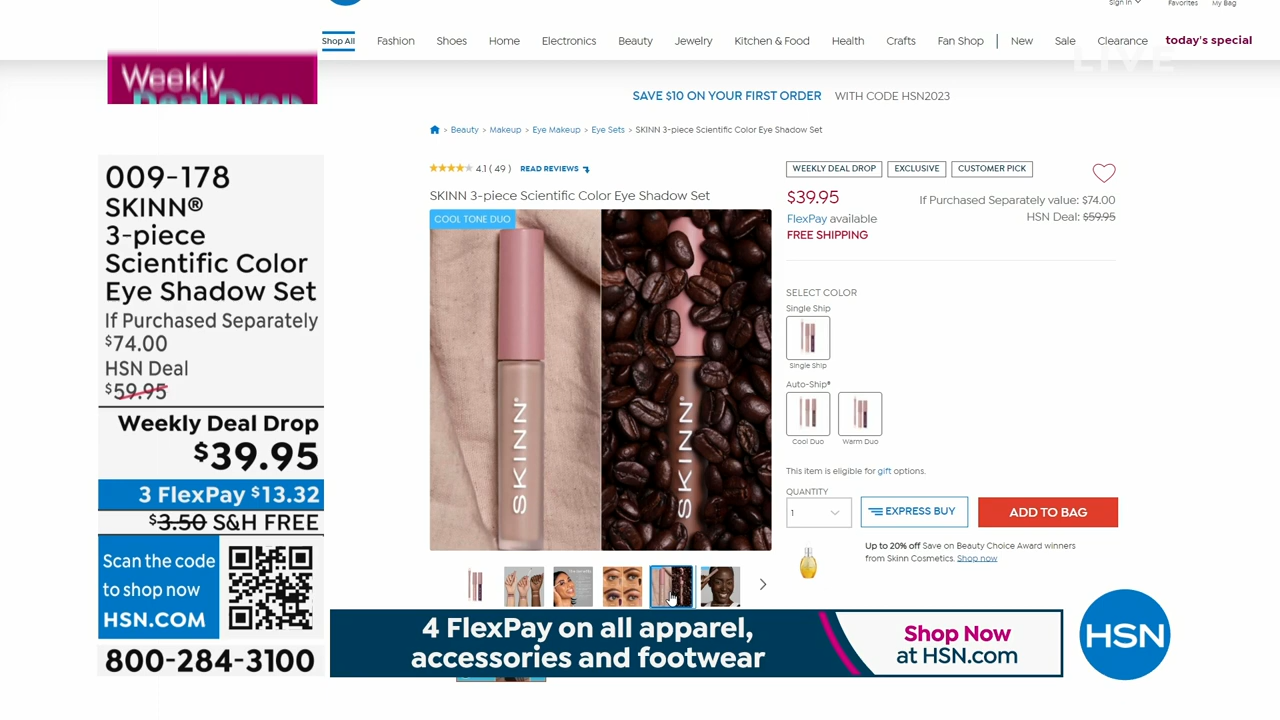 Sign In
Favorites
My Bag
Shop All
Fashion
Shoes
Home
Electronics
Beauty
Jewelry
Kitchen & Food
Health
Crafts
Fan Shop
New
Sale
Clearance
today's special
LIVE
Weekly
Deal Drop
SAVE $10 ON YOUR FIRST ORDER WITH CODE HSN2023
> Beauty > Makeup > Eye Makeup > Eye Sets > SKINN 3-piece Scientific Color Eye Shadow Set
009-178
SKINN®
3-piece
Scientific Color
Eye Shadow Set
If Purchased Separately
$74.00
HSN Deal
$59.95
Weekly Deal Drop
$39.95
3 FlexPay $13.32
$3.50 S&H FREE
Scan the code
to shop now
HSN.COM
800-284-3100
4.1 ( 49 ) READ REVIEWS
SKINN 3-piece Scientific Color Eye Shadow Set
COOL TONE DUO
SKINN®
SKINN®
WEEKLY DEAL DROP
EXCLUSIVE
CUSTOMER PICK
$39.95
If Purchased Separately value: $74.00
FlexPay available
HSN Deal: $59.95
FREE SHIPPING
SELECT COLOR
Single Ship
Single Ship
Auto-Ship®
Cool Duo
Warm Duo
This item is eligible for gift options.
QUANTITY
1
EXPRESS BUY
ADD TO BAG
Up to 20% off Save on Beauty Choice Award winners
from Skinn Cosmetics. Shop now
4 FlexPay on all apparel,
accessories and footwear
Shop Now
at HSN.com
HSN